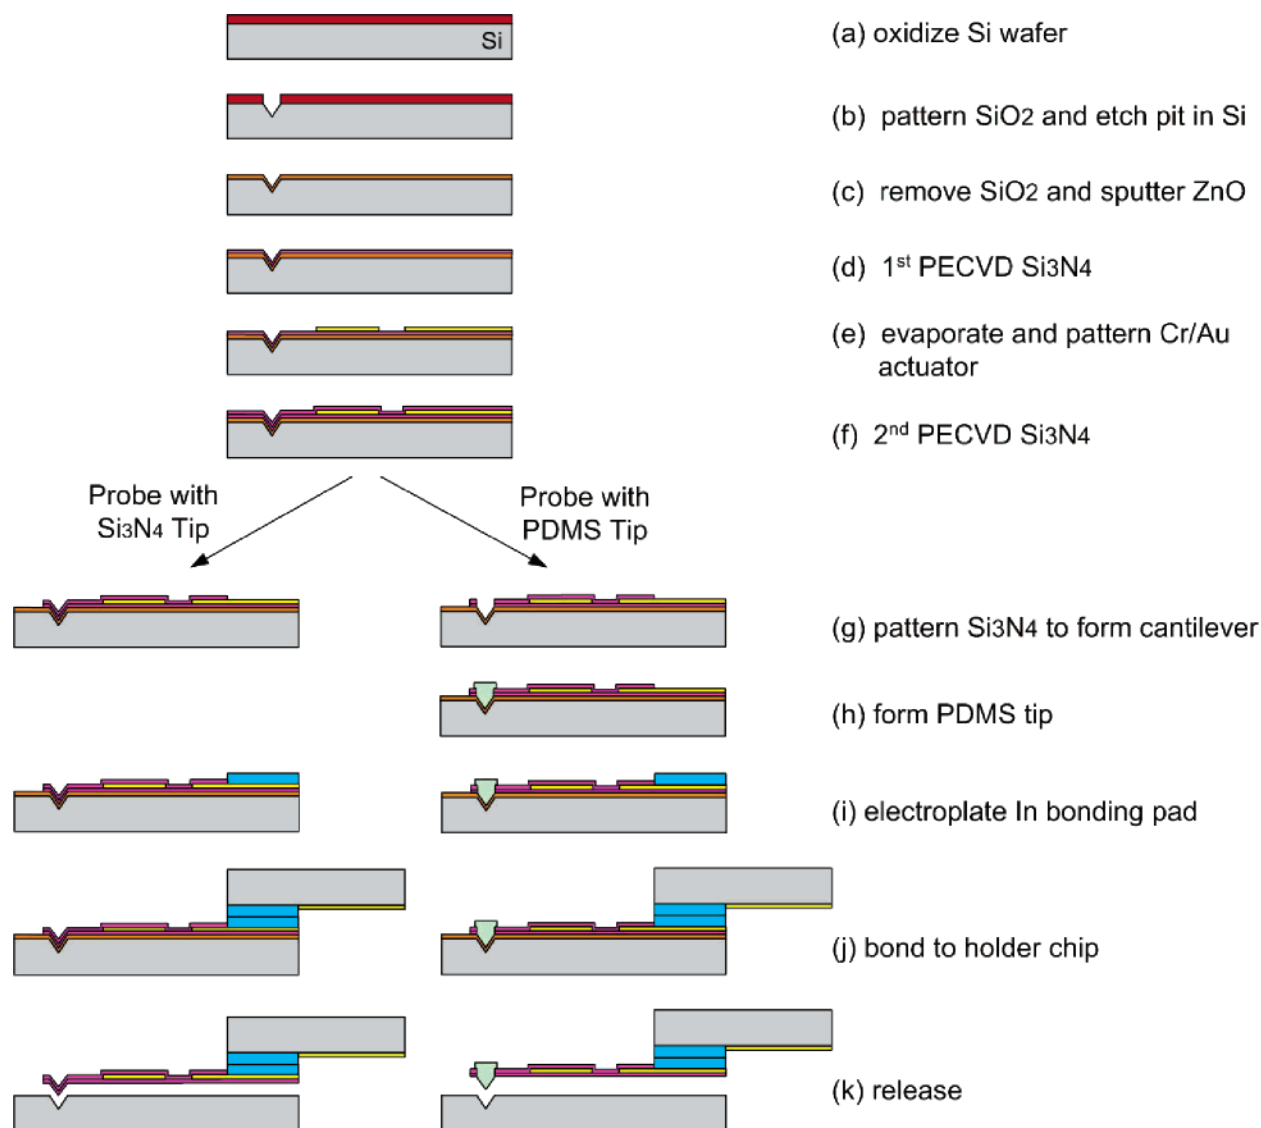 Si
(a) oxidize Si wafer
(b) pattern SiO2 and etch pit in Si
(c) remove SiO2 and sputter ZnO
(d) 1st PECVD Si3N4
(e) evaporate and pattern Cr/Au
actuator
(f) 2nd PECVD Si3N4
Probe with
Si3N4 Tip
Probe with
PDMS Tip
(g) pattern Si3N4 to form cantilever
(h) form PDMS tip
(i) electroplate In bonding pad
(j) bond to holder chip
(k) release